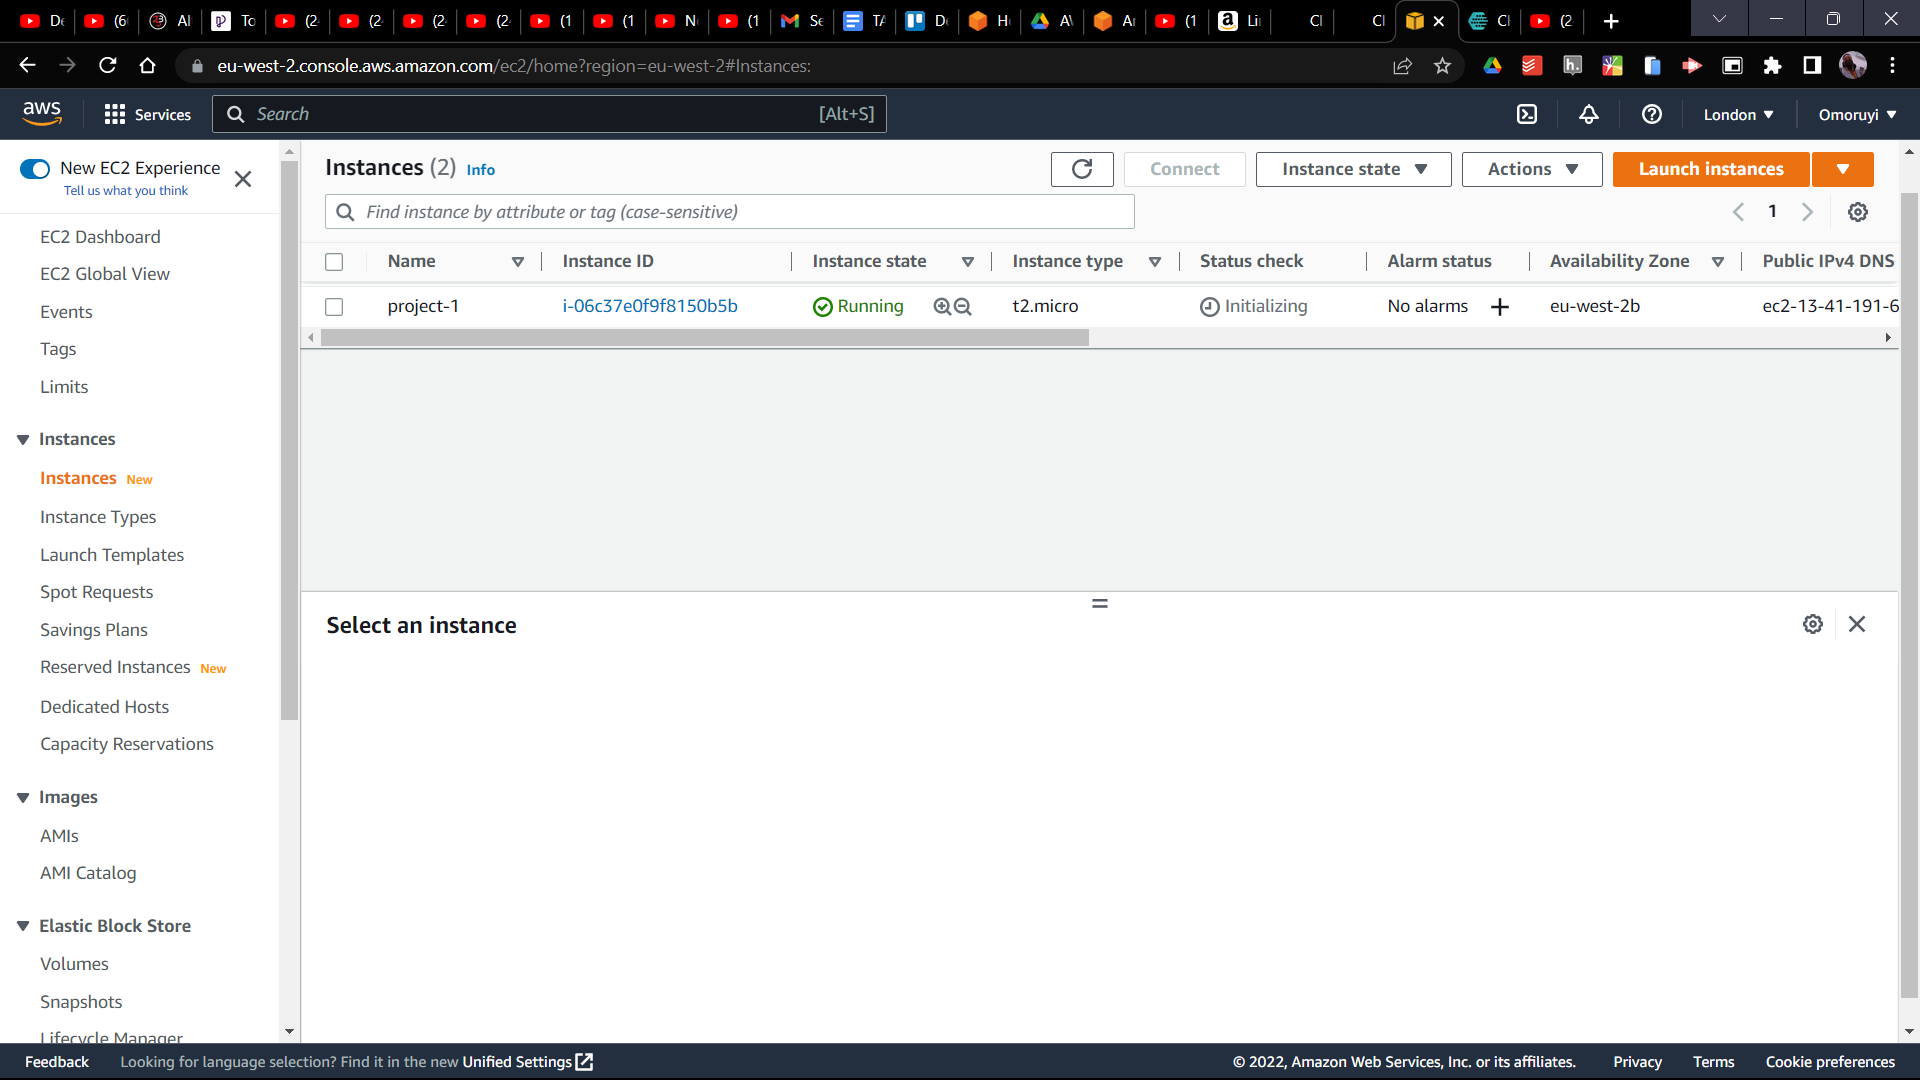 De
(6
Al
To
(2
(2
(2
(2
(1
(1
N
(1
Se
TA
De
H
AV
Ar
(1
Li
Cl
Cl
Cl
(2
eu-west-2.console.aws.amazon.com/ec2/home?region=eu-west-2#Instances:
aws
Services
Search
[Alt+S]
London
Omoruyi
New EC2 Experience
Tell us what you think
EC2 Dashboard
EC2 Global View
Events
Tags
Limits
Instances
Instances New
Instance Types
Launch Templates
Spot Requests
Savings Plans
Reserved Instances New
Dedicated Hosts
Capacity Reservations
Images
AMIs
AMI Catalog
Elastic Block Store
Volumes
Snapshots
Lifecycle Manager
Instances (2) Info
Connect
Instance state
Actions
Launch instances
Find instance by attribute or tag (case-sensitive)
1
Name Instance ID Instance state Instance type Status check Alarm status Availability Zone Public IPv4 DNS
project-1 i-06c37e0f9f8150b5b Running t2.micro Initializing No alarms eu-west-2b ec2-13-41-191-6
Select an instance
Feedback Looking for language selection? Find it in the new Unified Settings
© 2022, Amazon Web Services, Inc. or its affiliates. Privacy Terms Cookie preferences